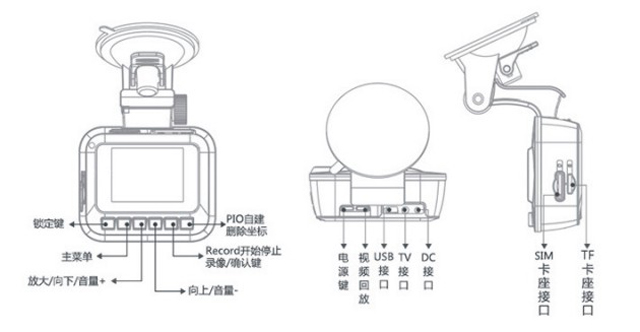 锁定键
主菜单
放大/向下/音量+
PIO自建
删除坐标
Record开始停止
录像/确认键
向上/音量-
电源键
视频回放
USB接口
TV接口
DC接口
SIM卡座接口
TF卡座接口